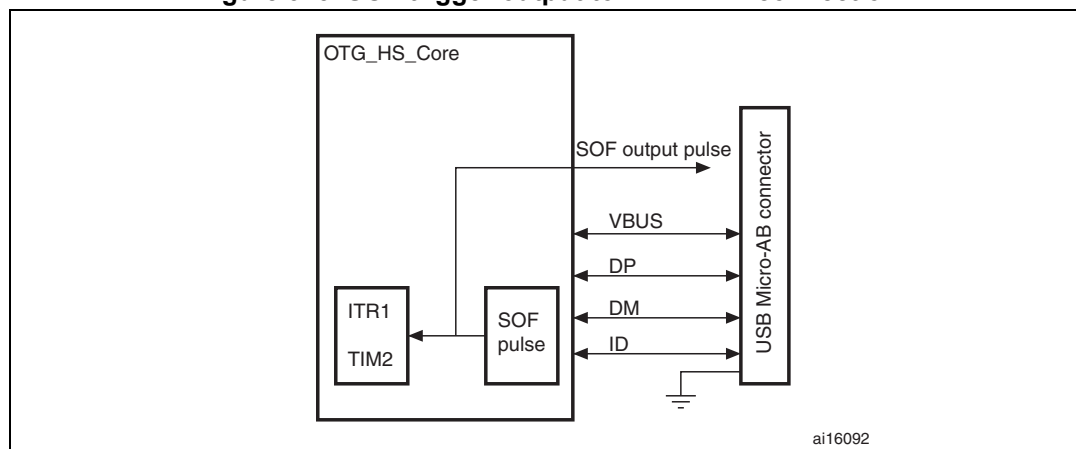 OTG_HS_Core
SOF output pulse
VBUS
DP
DM
ID
ITR1
TIM2
SOF
pulse
USB Micro-AB connector
ai16092